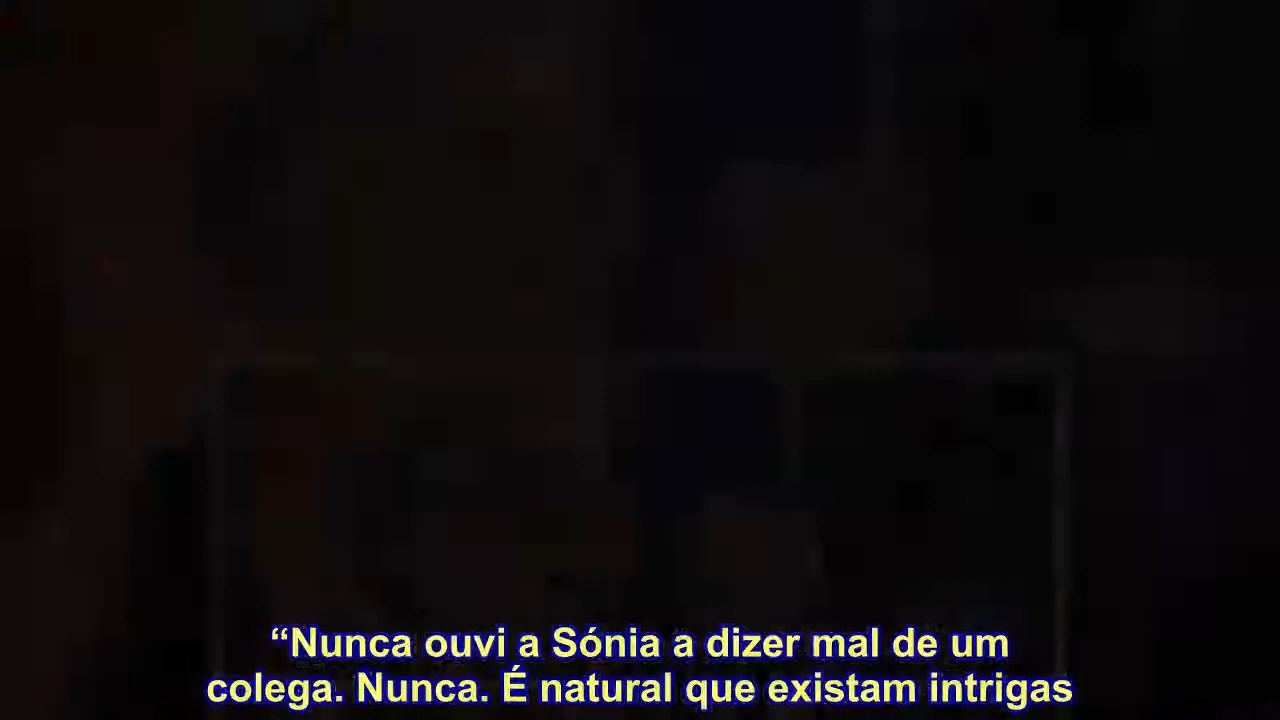 “Nunca ouvi a Sónia a dizer mal de um
colega. Nunca. É natural que existam intrigas